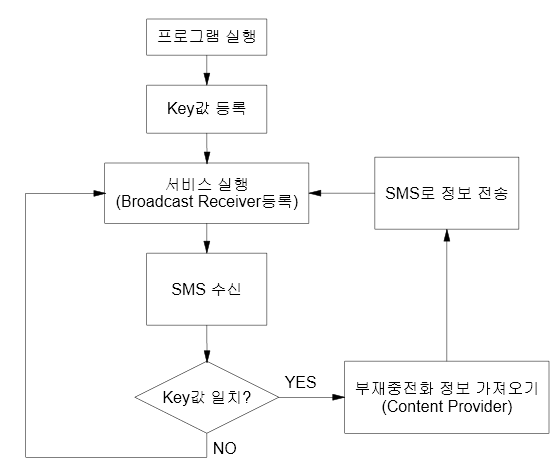 프로그램 실행
Key값 등록
서비스 실행
(Broadcast Receiver등록)
SMS로 정보 전송
SMS 수신
Key값 일치?
YES
부재중전화 정보 가져오기
(Content Provider)
NO